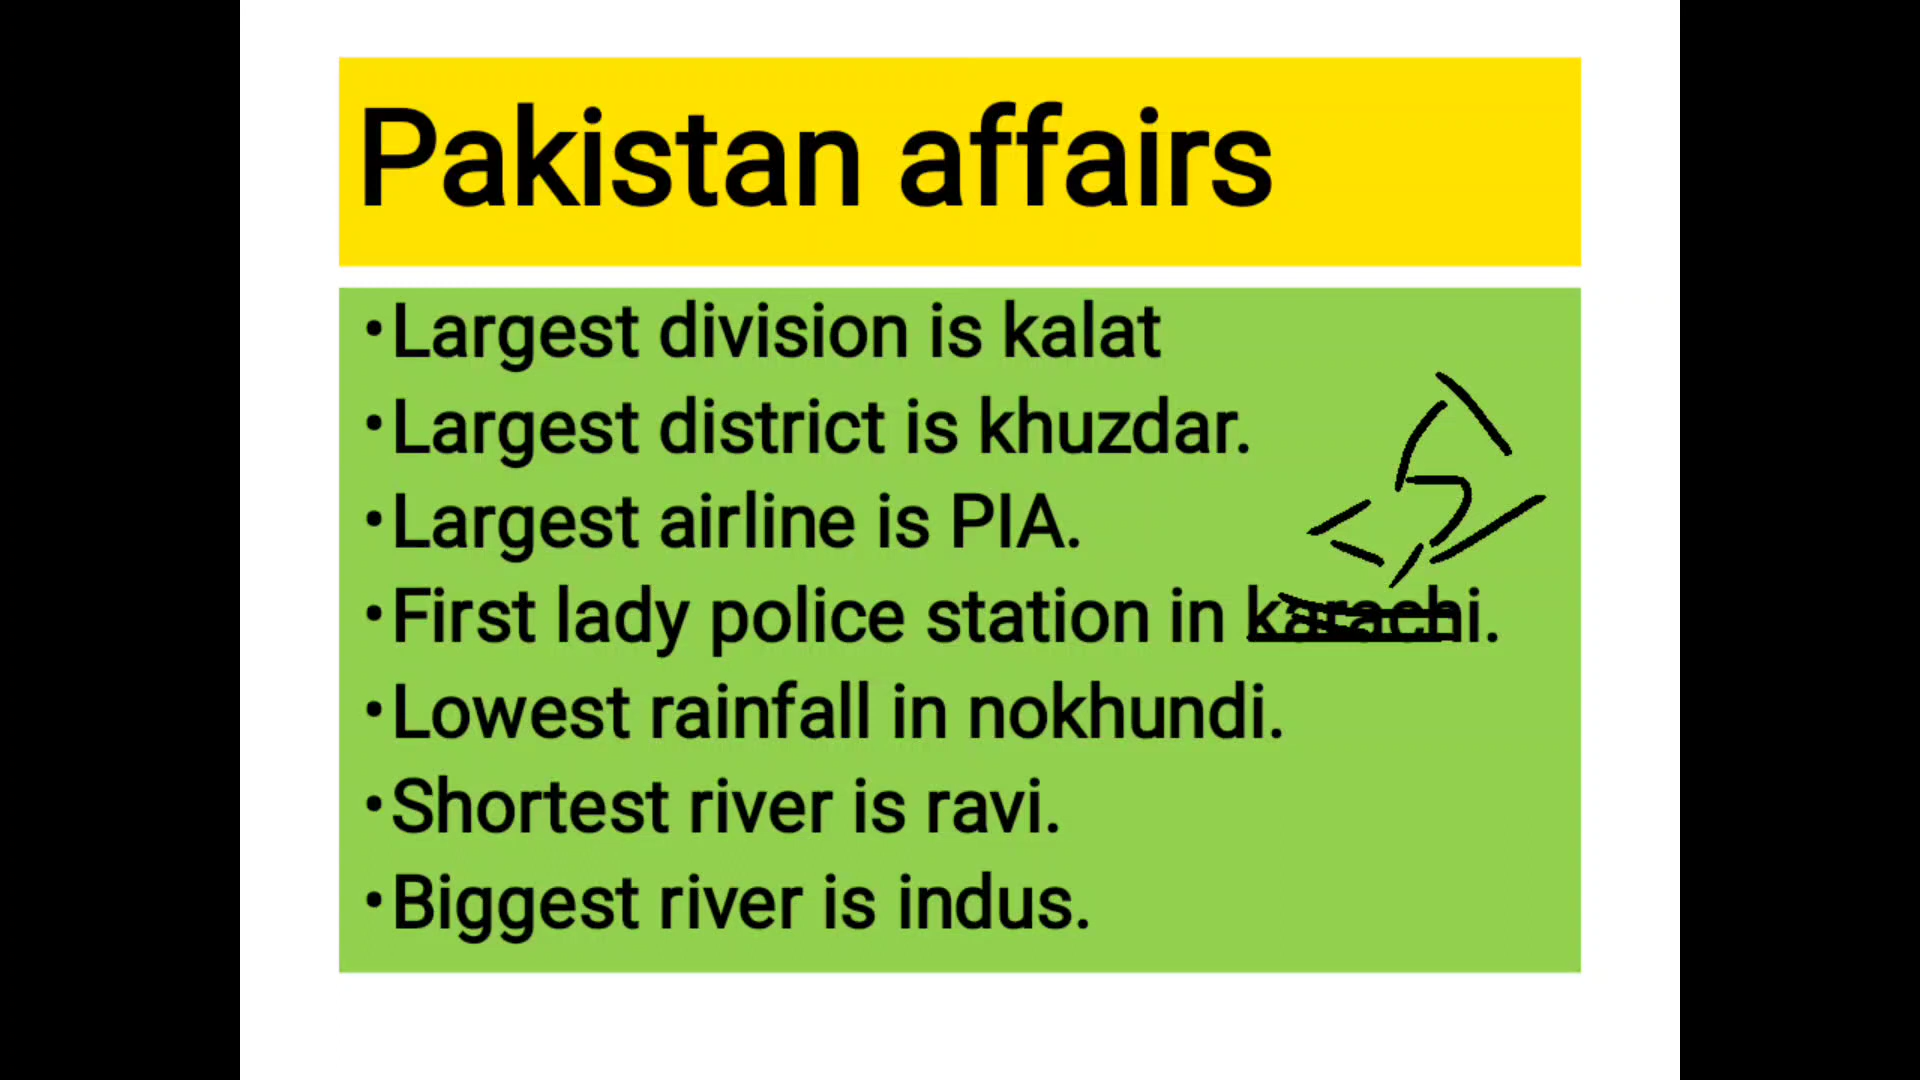 Pakistan affairs
•Largest division is kalat
•Largest district is khuzdar.
•Largest airline is PIA.
•First lady police station in karachi.
•Lowest rainfall in nokhundi.
•Shortest river is ravi.
•Biggest river is indus.